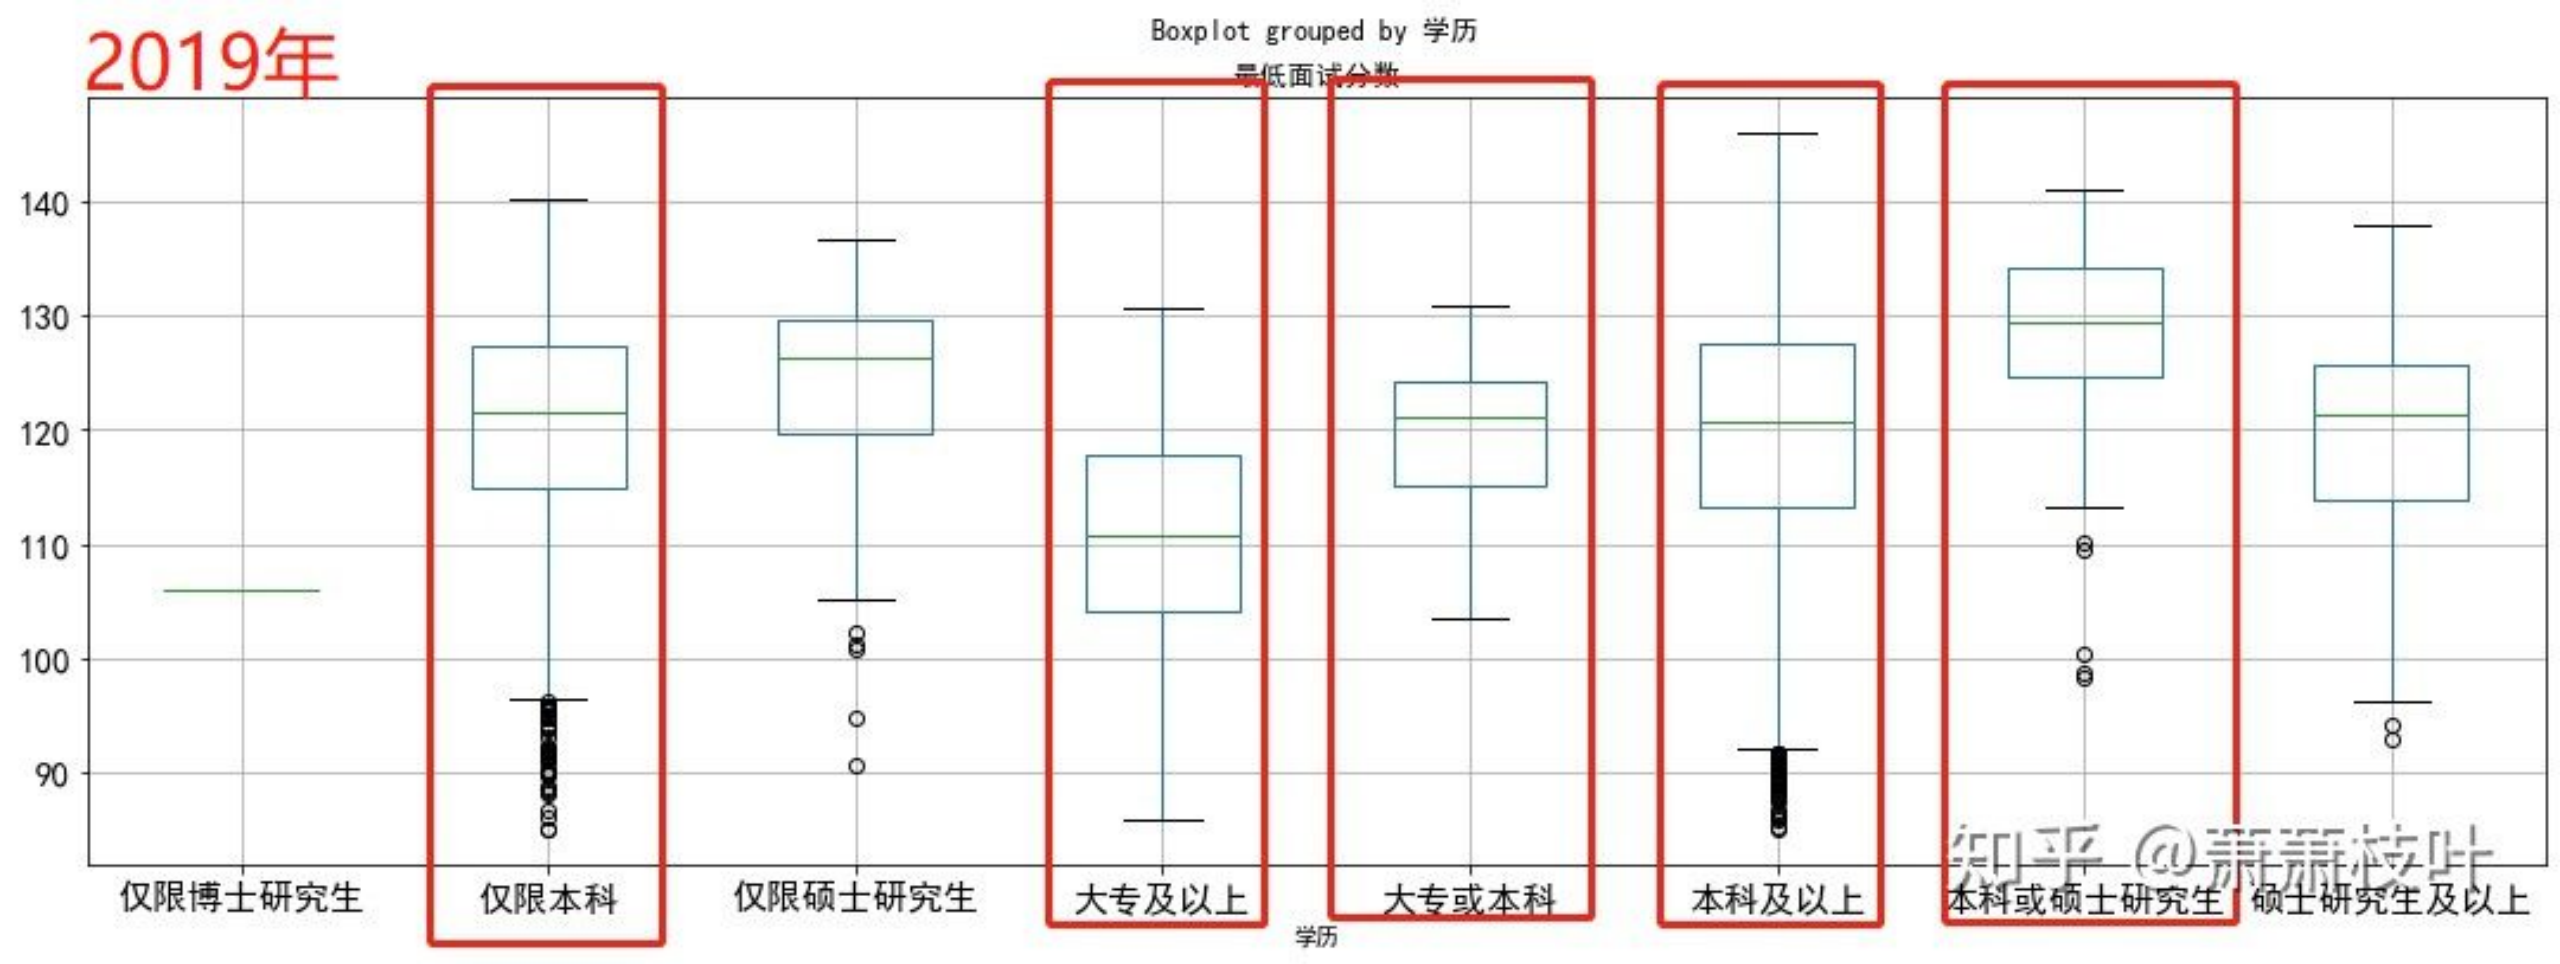 2019年
Boxplot grouped by 学历
最低面试分数
140
130
120
110
100
90
仅限博士研究生 仅限本科 仅限硕士研究生 大专及以上 大专或本科 本科及以上 本科或硕士研究生 硕士研究生及以上
学历
知乎 @萧萧枝叶